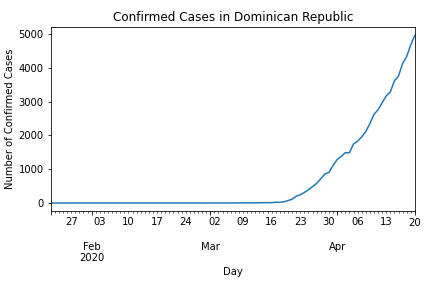 Confirmed Cases in Dominican Republic
5000
4000
3000
2000
1000
0
Number of Confirmed Cases
27 03 10 17 24 02 09 16 23 30 06 13 20
Feb Mar Apr
2020
Day